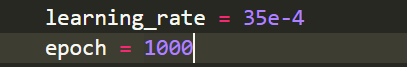 learning_rate = 35e-4
epoch = 1000